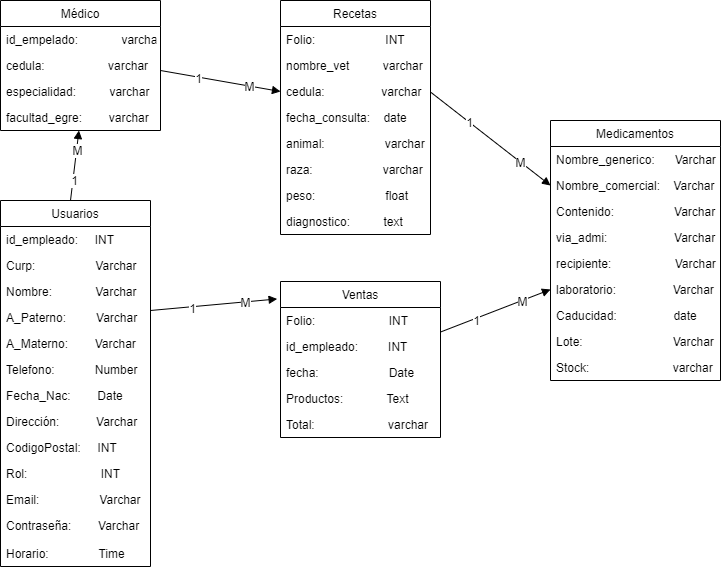 Médico
id_empelado: varcha
cedula: varchar
especialidad: varchar
facultad_egre: varchar
1
M
Recetas
Folio: INT
nombre_vet varchar
cedula: varchar
fecha_consulta: date
animal: varchar
raza: varchar
peso: float
diagnostico: text
1
M
Medicamentos
Nombre_generico: Varchar
Nombre_comercial: Varchar
Contenido: Varchar
via_admi: Varchar
recipiente: Varchar
laboratorio: Varchar
Caducidad: date
Lote: Varchar
Stock: varchar
M
1
Usuarios
id_empleado: INT
Curp: Varchar
Nombre: Varchar
A_Paterno: Varchar
A_Materno: Varchar
Telefono: Number
Fecha_Nac: Date
Dirección: Varchar
CodigoPostal: INT
Rol: INT
Email: Varchar
Contraseña: Varchar
Horario: Time
1
M
Ventas
Folio: INT
id_empleado: INT
fecha: Date
Productos: Text
Total: varchar
1
M